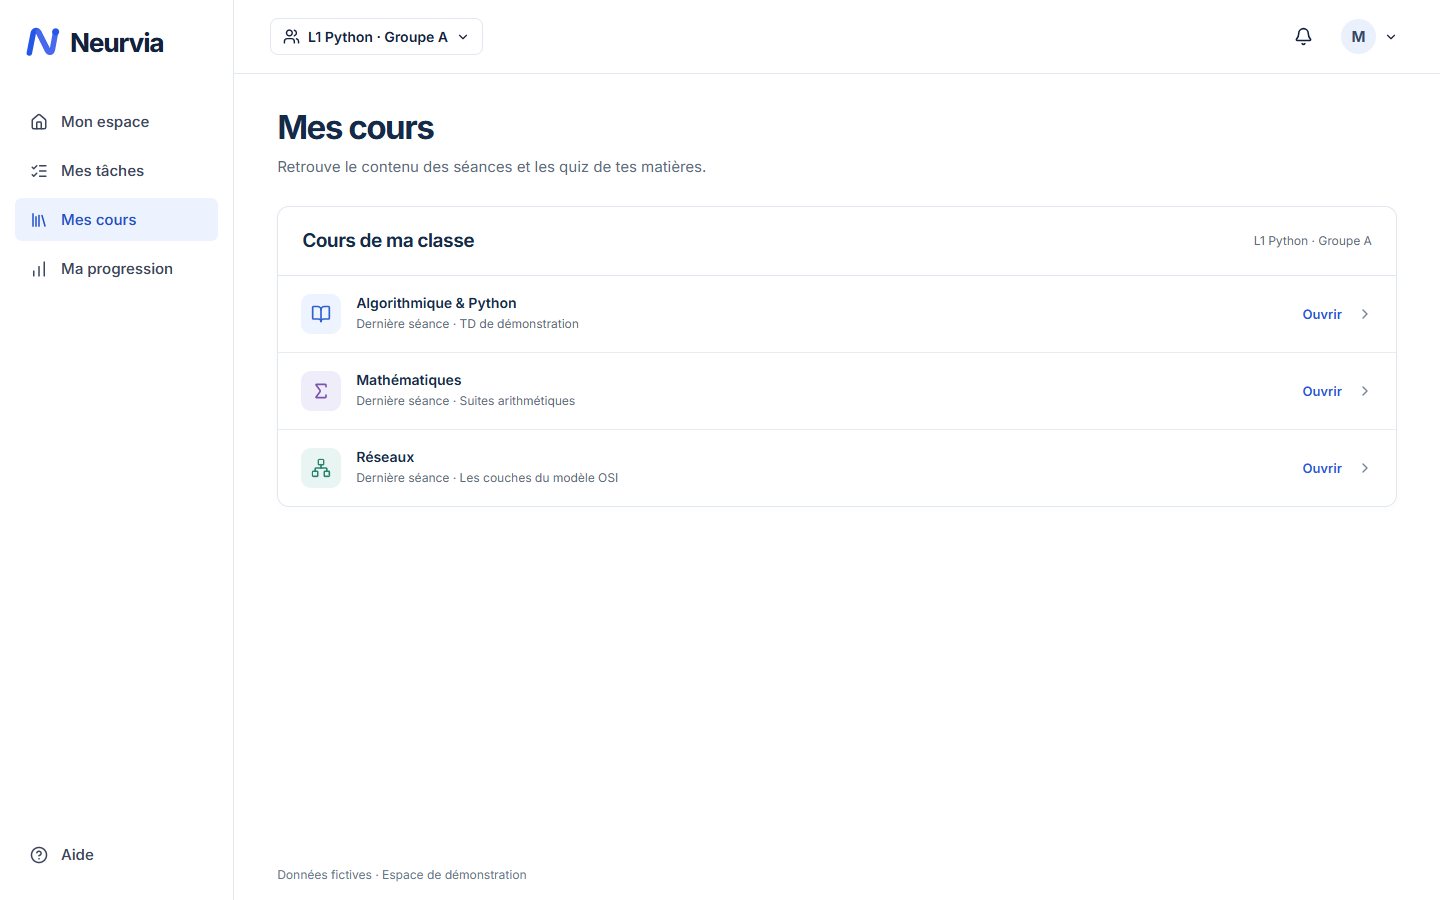 Neurvia
L1 Python · Groupe A
M
Mon espace
Mes tâches
Mes cours
Ma progression
Aide
Mes cours
Retrouve le contenu des séances et les quiz de tes matières.
Cours de ma classe
L1 Python · Groupe A
Algorithmique & Python
Dernière séance · TD de démonstration
Ouvrir
Mathématiques
Dernière séance · Suites arithmétiques
Ouvrir
Réseaux
Dernière séance · Les couches du modèle OSI
Ouvrir
Données fictives · Espace de démonstration